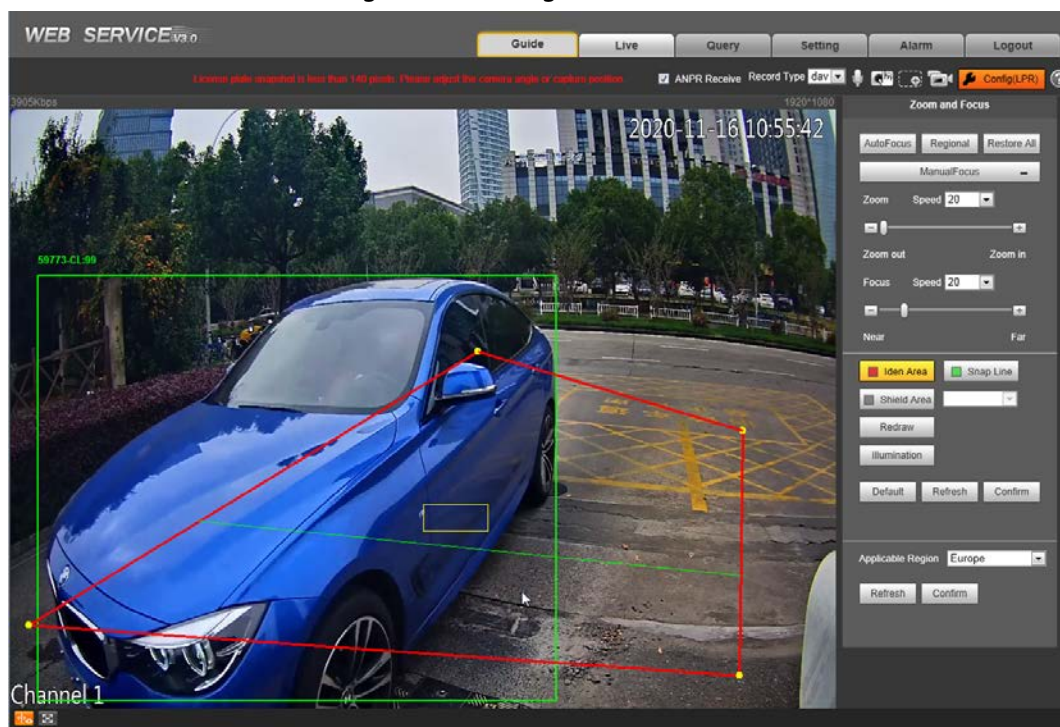 WEB SERVICE V3.0
Guide Live Query Setting Alarm Logout
License plate snapshot is less than 140 pixels. Please adjust the camera angle or capture position.
ANPR Receive Record Type dav Config(LPR)
3905Kbps 1920*1080
2020-11-16 10:55:42
59773-CL:99
Channel 1
Zoom and Focus
AutoFocus Regional Restore All
ManualFocus
Zoom Speed 20
Zoom out Zoom in
Focus Speed 20
Near Far
Iden Area Snap Line
Shield Area
Redraw
Illumination
Default Refresh Confirm
Applicable Region Europe
Refresh Confirm